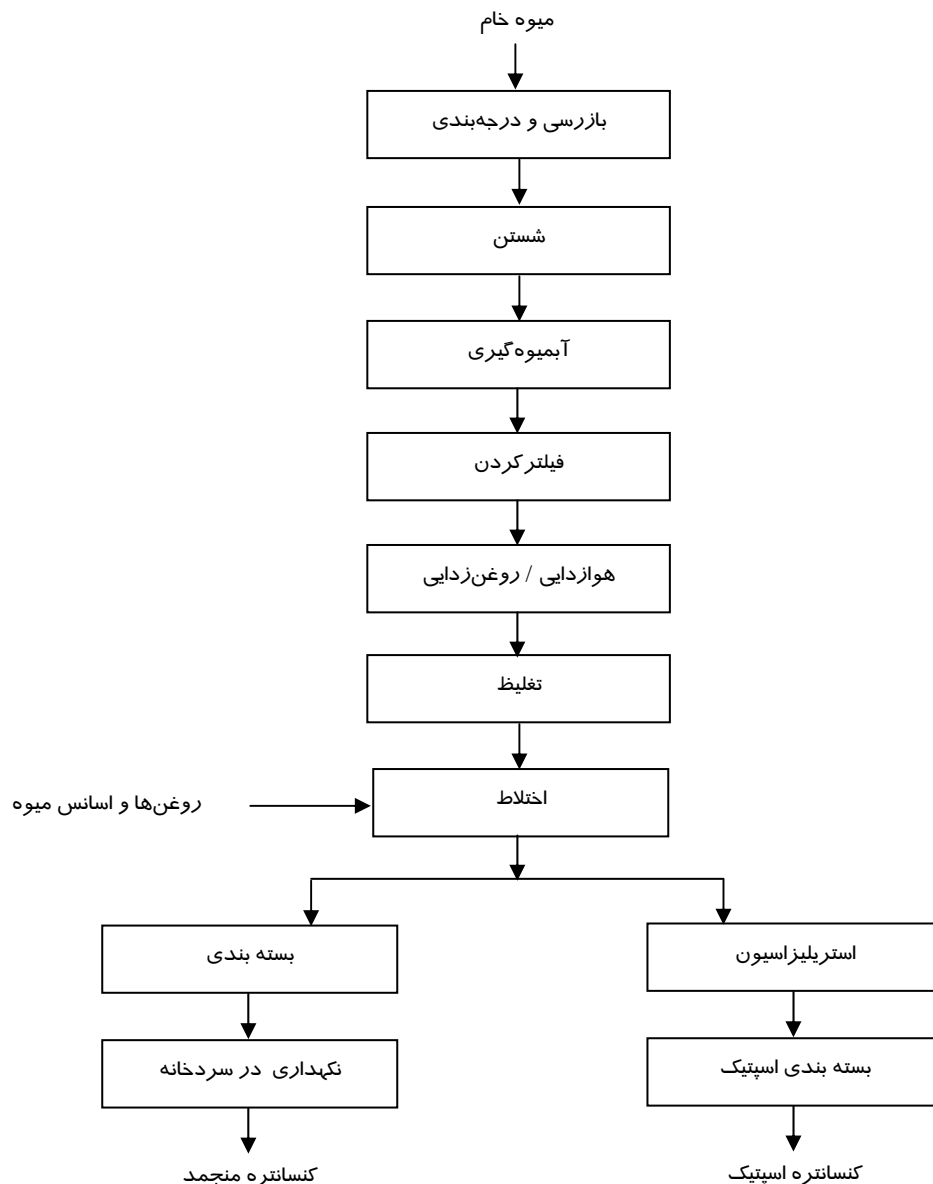 میوه خام
بازرسی و درجه‌بندی
شستن
آبمیوه‌گیری
فیلتر کردن
هوازدایی / روغن‌زدایی
تغلیظ
روغن‌ها و اسانس میوه
اختلاط
استریلیزاسیون
بسته بندی
بسته بندی اسپتیک
نگهداری در سردخانه
کنسانتره اسپتیک
کنسانتره منجمد